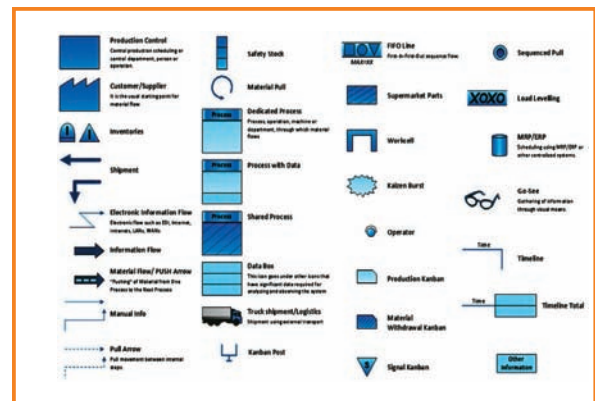 Production Control
Control production scheduling or
control department, person or
operation.
Customer/Supplier
It is the usual starting point for
material flow
Inventories
Shipment
Electronic Information Flow
Electronic flow such as EDI, Internet,
Intranets, LANs, WANs
Information Flow
Material Flow/ PUSH Arrow
"Pushing" of Material from One
Process to the Next Process
Manual Info
Pull Arrow
Pull movement between internal
steps
Safety Stock
Material Pull
Process
Dedicated Process
Process, operation, machine or
department, through which material
flows
Process
Process with Data
Process
Shared Process
Data Box
This icon goes under other icons that
have significant data required for
analyzing and observing the system
Truck shipment/Logistics
Shipment using external transport
Kanban Post
FIFO Line
First-in-first-out sequence flow.
Supermarket Parts
Workcell
Kaizen Burst
Operator
Production Kanban
Material
Withdrawal Kanban
Signal Kanban
Sequenced Pull
XOXO
Load Levelling
MRP/ERP
Scheduling using MRP/ERP or
other centralized systems.
Go-See
Gathering of information
through visual means
Time
Timeline
Time
Timeline Total
Other
Information